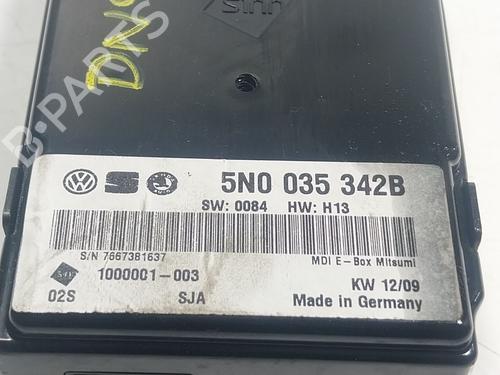 DNO
B-PARTS
5N0 035 342B
SW: 0084 HW: H13
S/N 7667381637
MDI E-Box Mitsumi
1000001-003
KW 12/09
02S SJA
Made in Germany